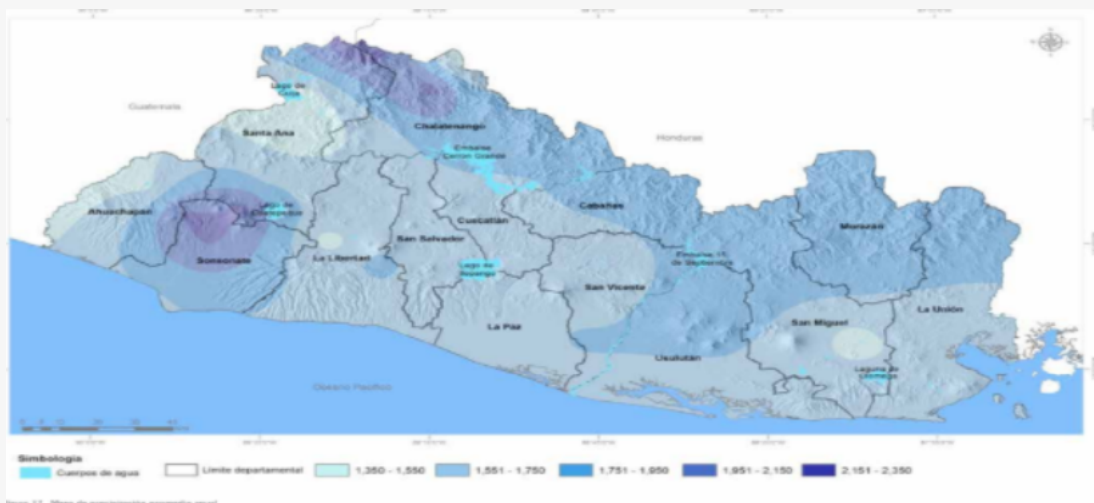 Guatemala
Honduras
Lago de
Santa Ana
Chalatenango
Embalse
Cerrón Grande
Ahuachapán
Lago de
Coatepeque
Sonsonate
La Libertad
San Salvador
Cuscatlán
Cabañas
Lago de
Ilopango
San Vicente
Embalse 15
de Septiembre
Morazán
La Paz
Usulután
San Miguel
La Unión
Laguna de
Océano Pacífico
Simbología
Cuerpos de agua
Límite departamental
1,350 - 1,550
1,551 - 1,750
1,751 - 1,950
1,951 - 2,150
2,151 - 2,350